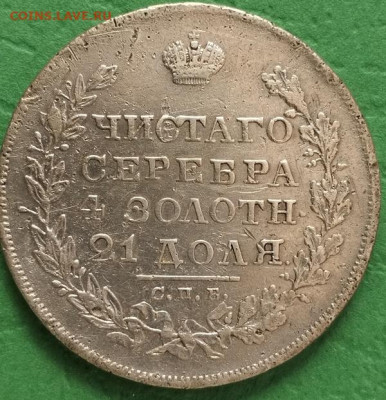 COINS.LAVE.RU
ЧИСТАГО
СЕРЕБРА
4 ЗОЛОТН.
21 ДОЛЯ.
С.П.Б.